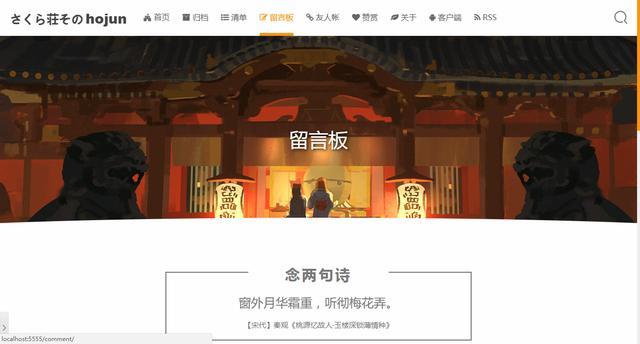 さくら荘その hojun
首页 归档 清单 留言板 友人帐 赞赏 关于 客户端 RSS
留言板
念两句诗
窗外月华霜重，听彻梅花弄。
【宋代】秦观《桃源忆故人·玉楼深锁薄情种》
localhost:5555/comment/